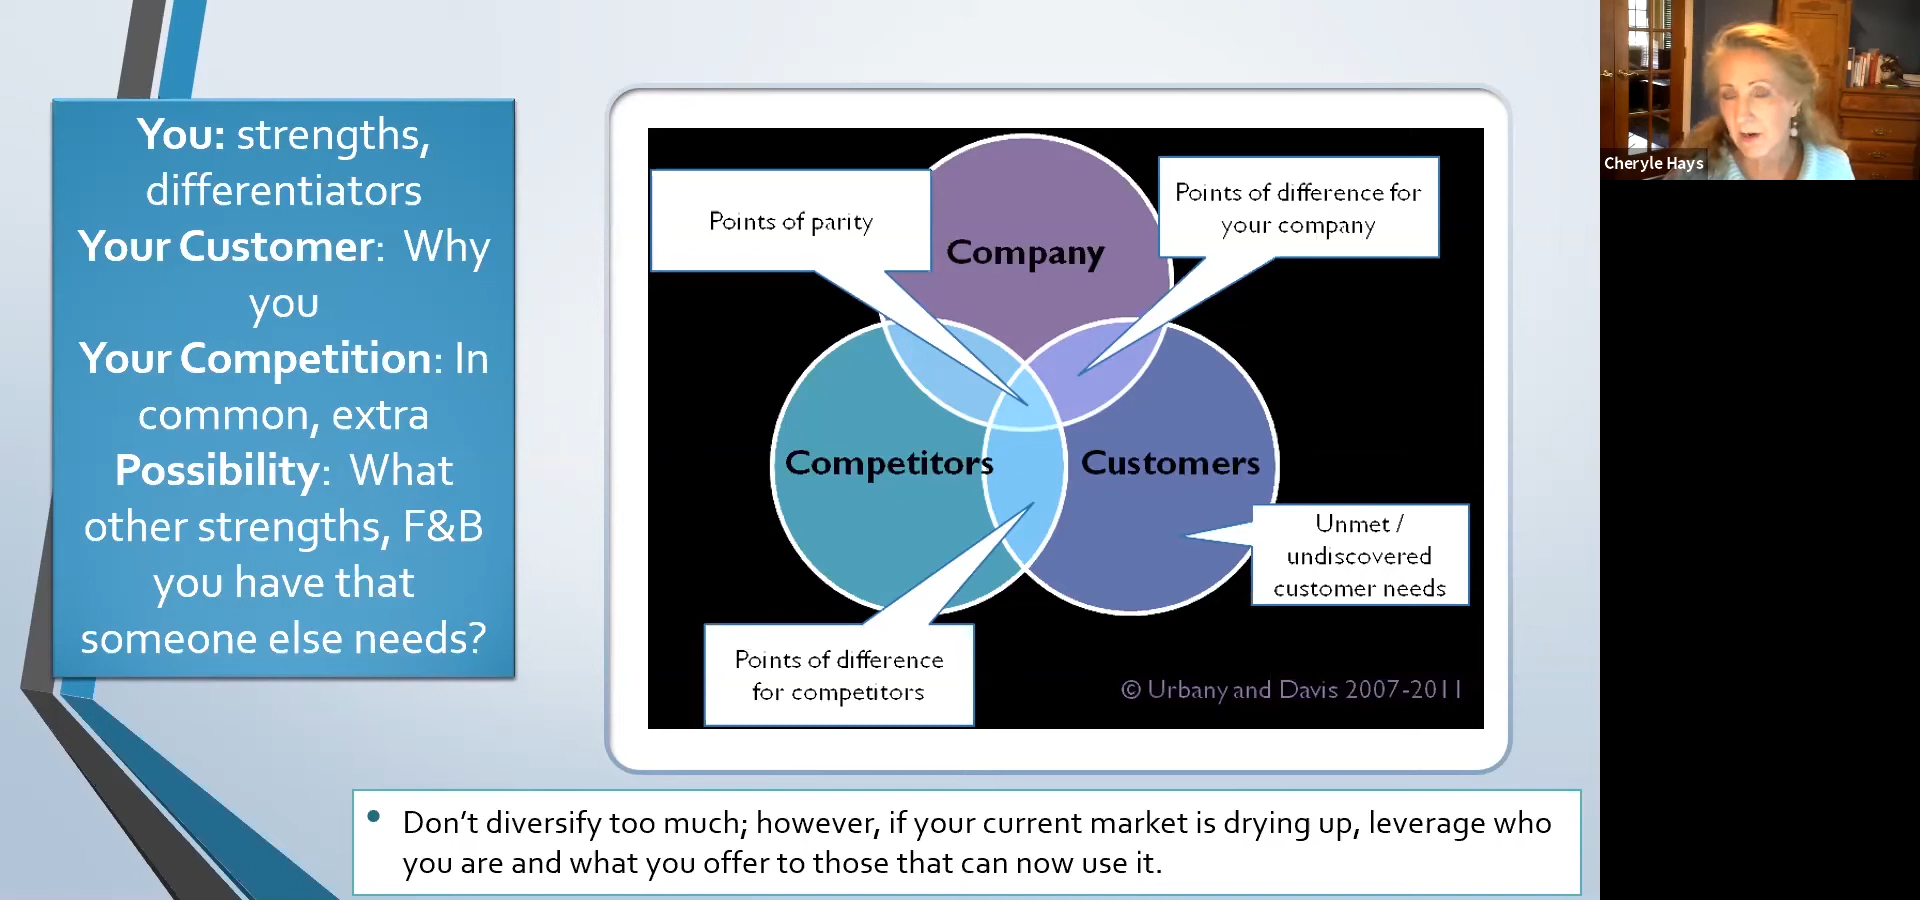 You: strengths,
differentiators
Your Customer:  Why
you
Your Competition: In
common, extra
Possibility:  What
other strengths, F&B
you have that
someone else needs?
Points of parity
Points of difference for
your company
Company
Competitors
Customers
Unmet /
undiscovered
customer needs
Points of difference
for competitors
© Urbany and Davis 2007-2011
• Don’t diversify too much; however, if your current market is drying up, leverage who
you are and what you offer to those that can now use it.
Cheryle Hays